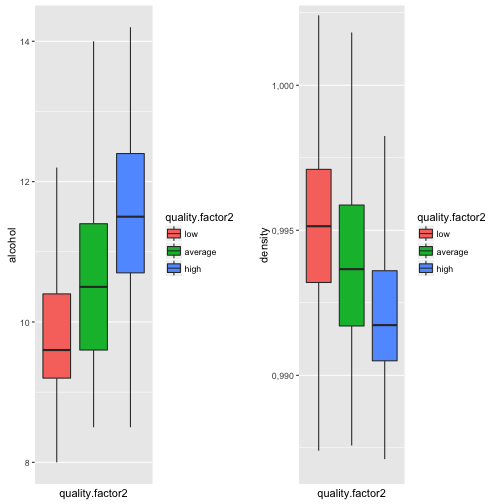 14
12
10
8
alcohol
quality.factor2
quality.factor2
low
average
high
1,000
0,995
0,990
density
quality.factor2
quality.factor2
low
average
high